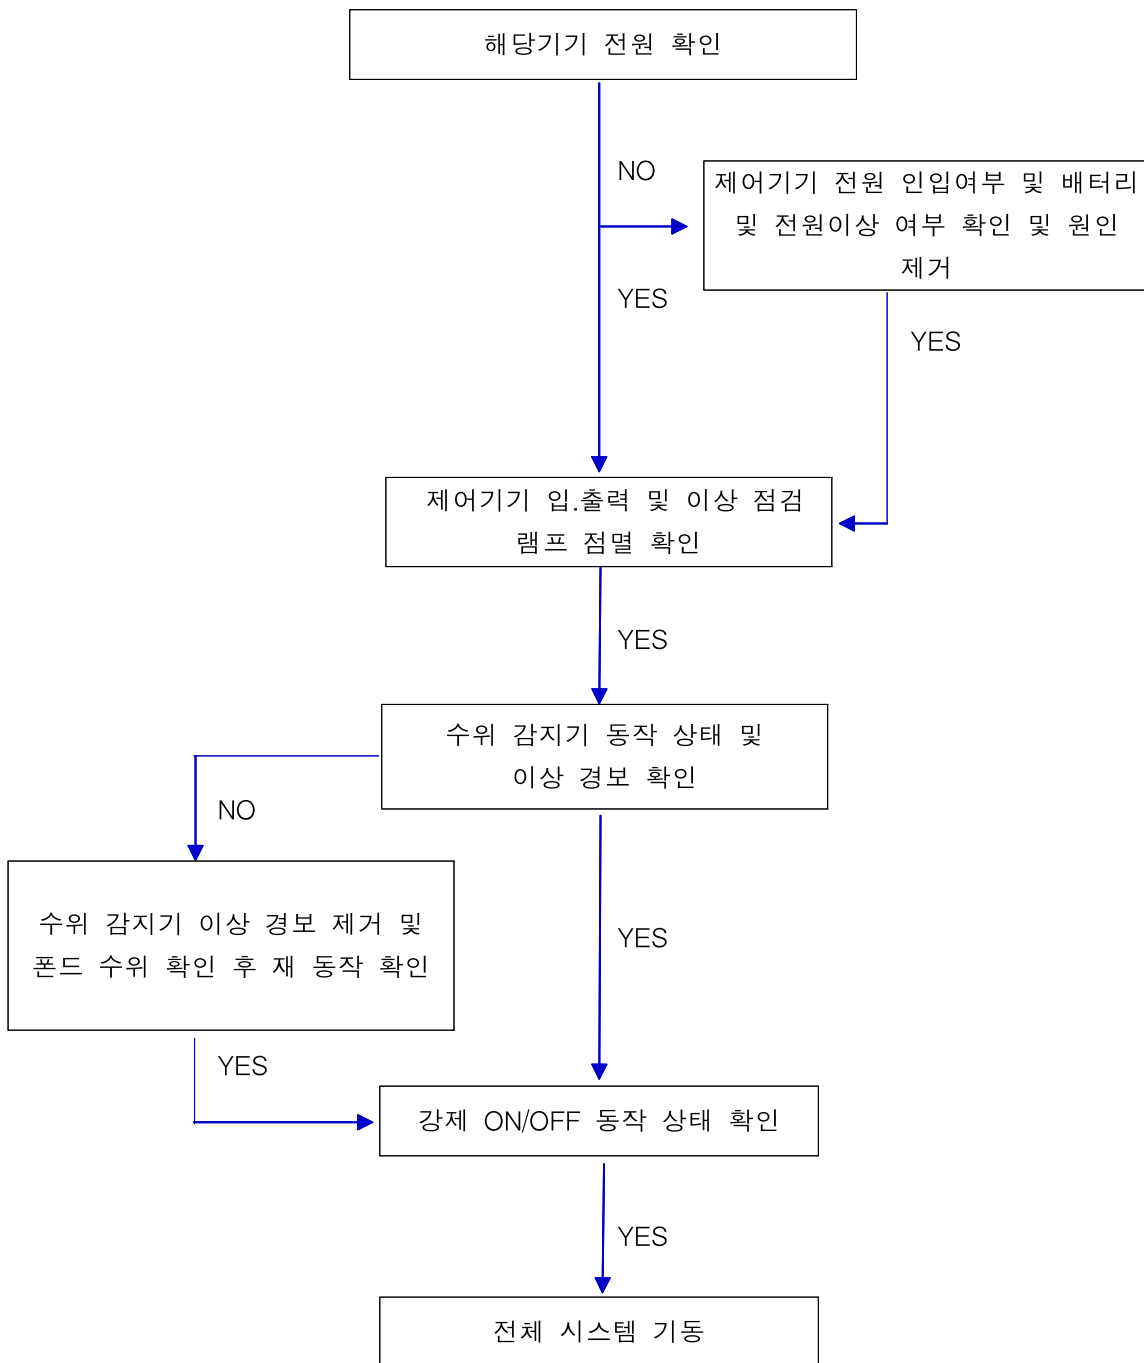 해당기기 전원 확인
NO
제어기기 전원 인입여부 및 배터리
및 전원이상 여부 확인 및 원인
제거
YES
YES
제어기기 입.출력 및 이상 점검
램프 점멸 확인
YES
수위 감지기 동작 상태 및
이상 경보 확인
NO
수위 감지기 이상 경보 제거 및
폰드 수위 확인 후 재 동작 확인
YES
YES
강제 ON/OFF 동작 상태 확인
YES
전체 시스템 기동